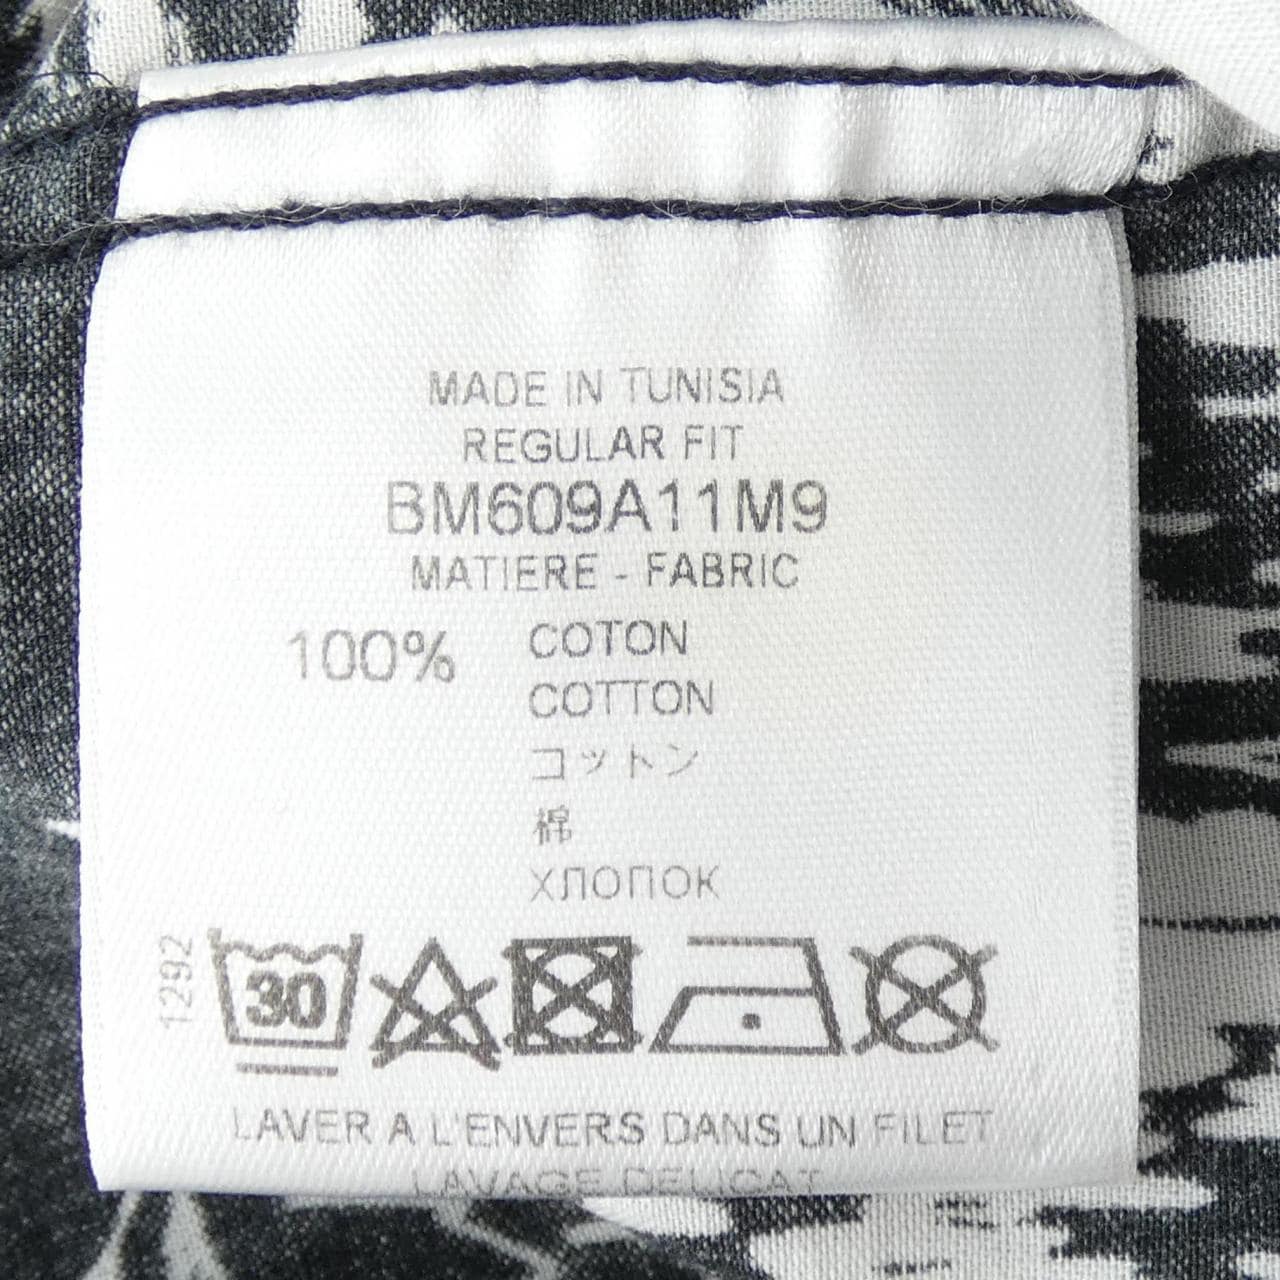 MADE IN TUNISIA
REGULAR FIT
BM609A11M9
MATIERE - FABRIC
100% COTON
COTTON
コットン
棉
ХЛОПОК
1292
30
LAVER A L'ENVERS DANS UN FILET
LAVAGE DELICAT